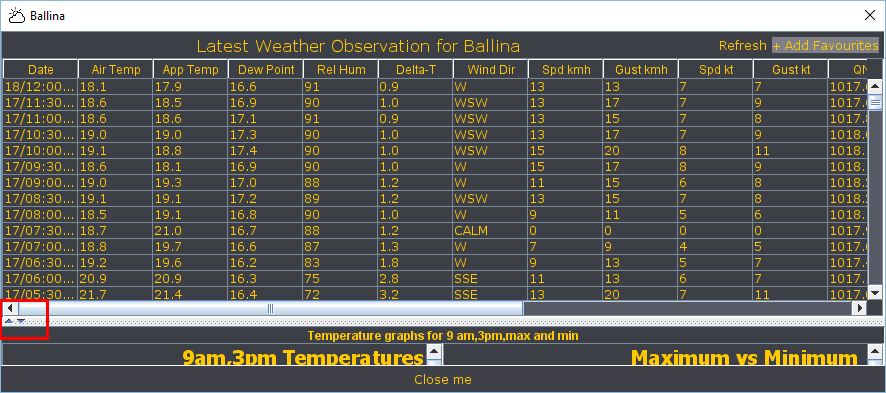 Ballina
Latest Weather Observation for Ballina Refresh + Add Favourites
Date Air Temp App Temp Dew Point Rel Hum Delta-T Wind Dir Spd kmh Gust kmh Spd kt Gust kt QN
18/12:00... 18.1 17.9 16.6 91 0.9 W 13 13 7 7 1017.
17/11:30... 18.6 18.5 16.9 90 1.0 WSW 13 17 7 9 1017.
17/11:00... 18.6 18.6 17.1 91 0.9 WSW 13 15 7 8 1017.
17/10:30... 19.0 19.0 17.3 90 1.0 WSW 13 17 7 9 1018.
17/10:00... 19.1 18.8 17.4 90 1.0 WSW 15 20 8 11 1018.
17/09:30... 18.6 18.1 16.9 90 1.0 W 15 17 8 9 1018.
17/09:00... 19.0 19.3 17.0 88 1.2 W 11 15 6 8 1018.
17/08:30... 19.1 19.1 17.2 89 1.2 WSW 13 15 7 8 1018.
17/08:00... 18.5 19.1 16.8 90 1.0 W 9 11 5 6 1018.
17/07:30... 18.7 21.0 16.7 88 1.2 CALM 0 0 0 0 1017.
17/07:00... 18.8 19.7 16.6 87 1.3 W 7 9 4 5 1017.
17/06:30... 19.2 19.6 16.2 83 1.8 W 9 13 5 7 1017.
17/06:00... 20.9 20.9 16.3 75 2.8 SSE 11 13 6 7 1017.
17/05:30... 21.7 21.4 16.4 72 3.2 SSE 13 20 7 11 1017.
Temperature graphs for 9 am,3pm,max and min
9am,3pm Temperatures Maximum vs Minimum
Close me